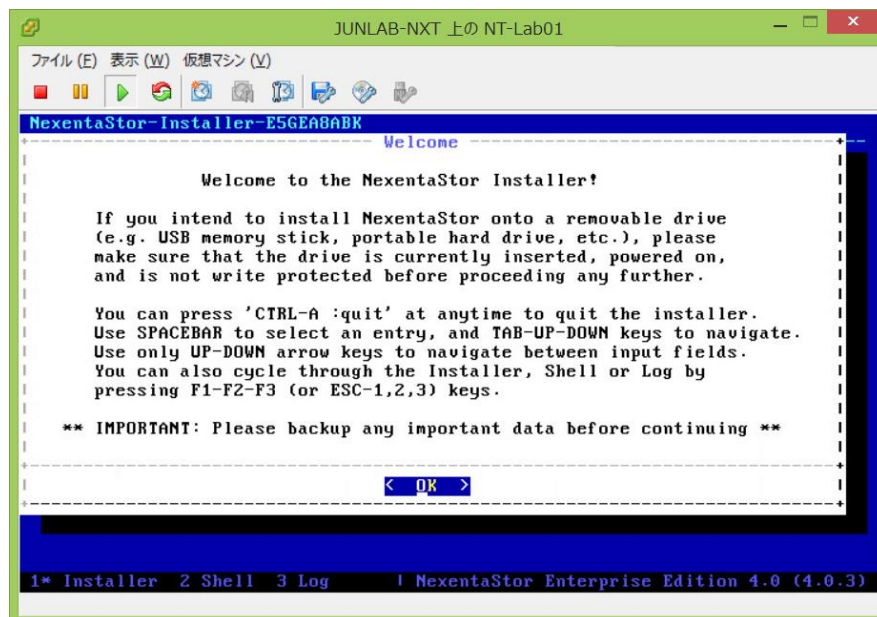 JUNLAB-NXT 上の NT-Lab01
ファイル (F) 表示 (W) 仮想マシン (V)
NexentaStor-Installer-E5GEA8ABK
Welcome
Welcome to the NexentaStor Installer!
If you intend to install NexentaStor onto a removable drive
(e.g. USB memory stick, portable hard drive, etc.), please
make sure that the drive is currently inserted, powered on,
and is not write protected before proceeding any further.
You can press 'CTRL-A :quit' at anytime to quit the installer.
Use SPACEBAR to select an entry, and TAB-UP-DOWN keys to navigate.
Use only UP-DOWN arrow keys to navigate between input fields.
You can also cycle through the Installer, Shell or Log by
pressing F1-F2-F3 (or ESC-1,2,3) keys.
** IMPORTANT: Please backup any important data before continuing **
< OK >
1* Installer 2 Shell 3 Log | NexentaStor Enterprise Edition 4.0 (4.0.3)